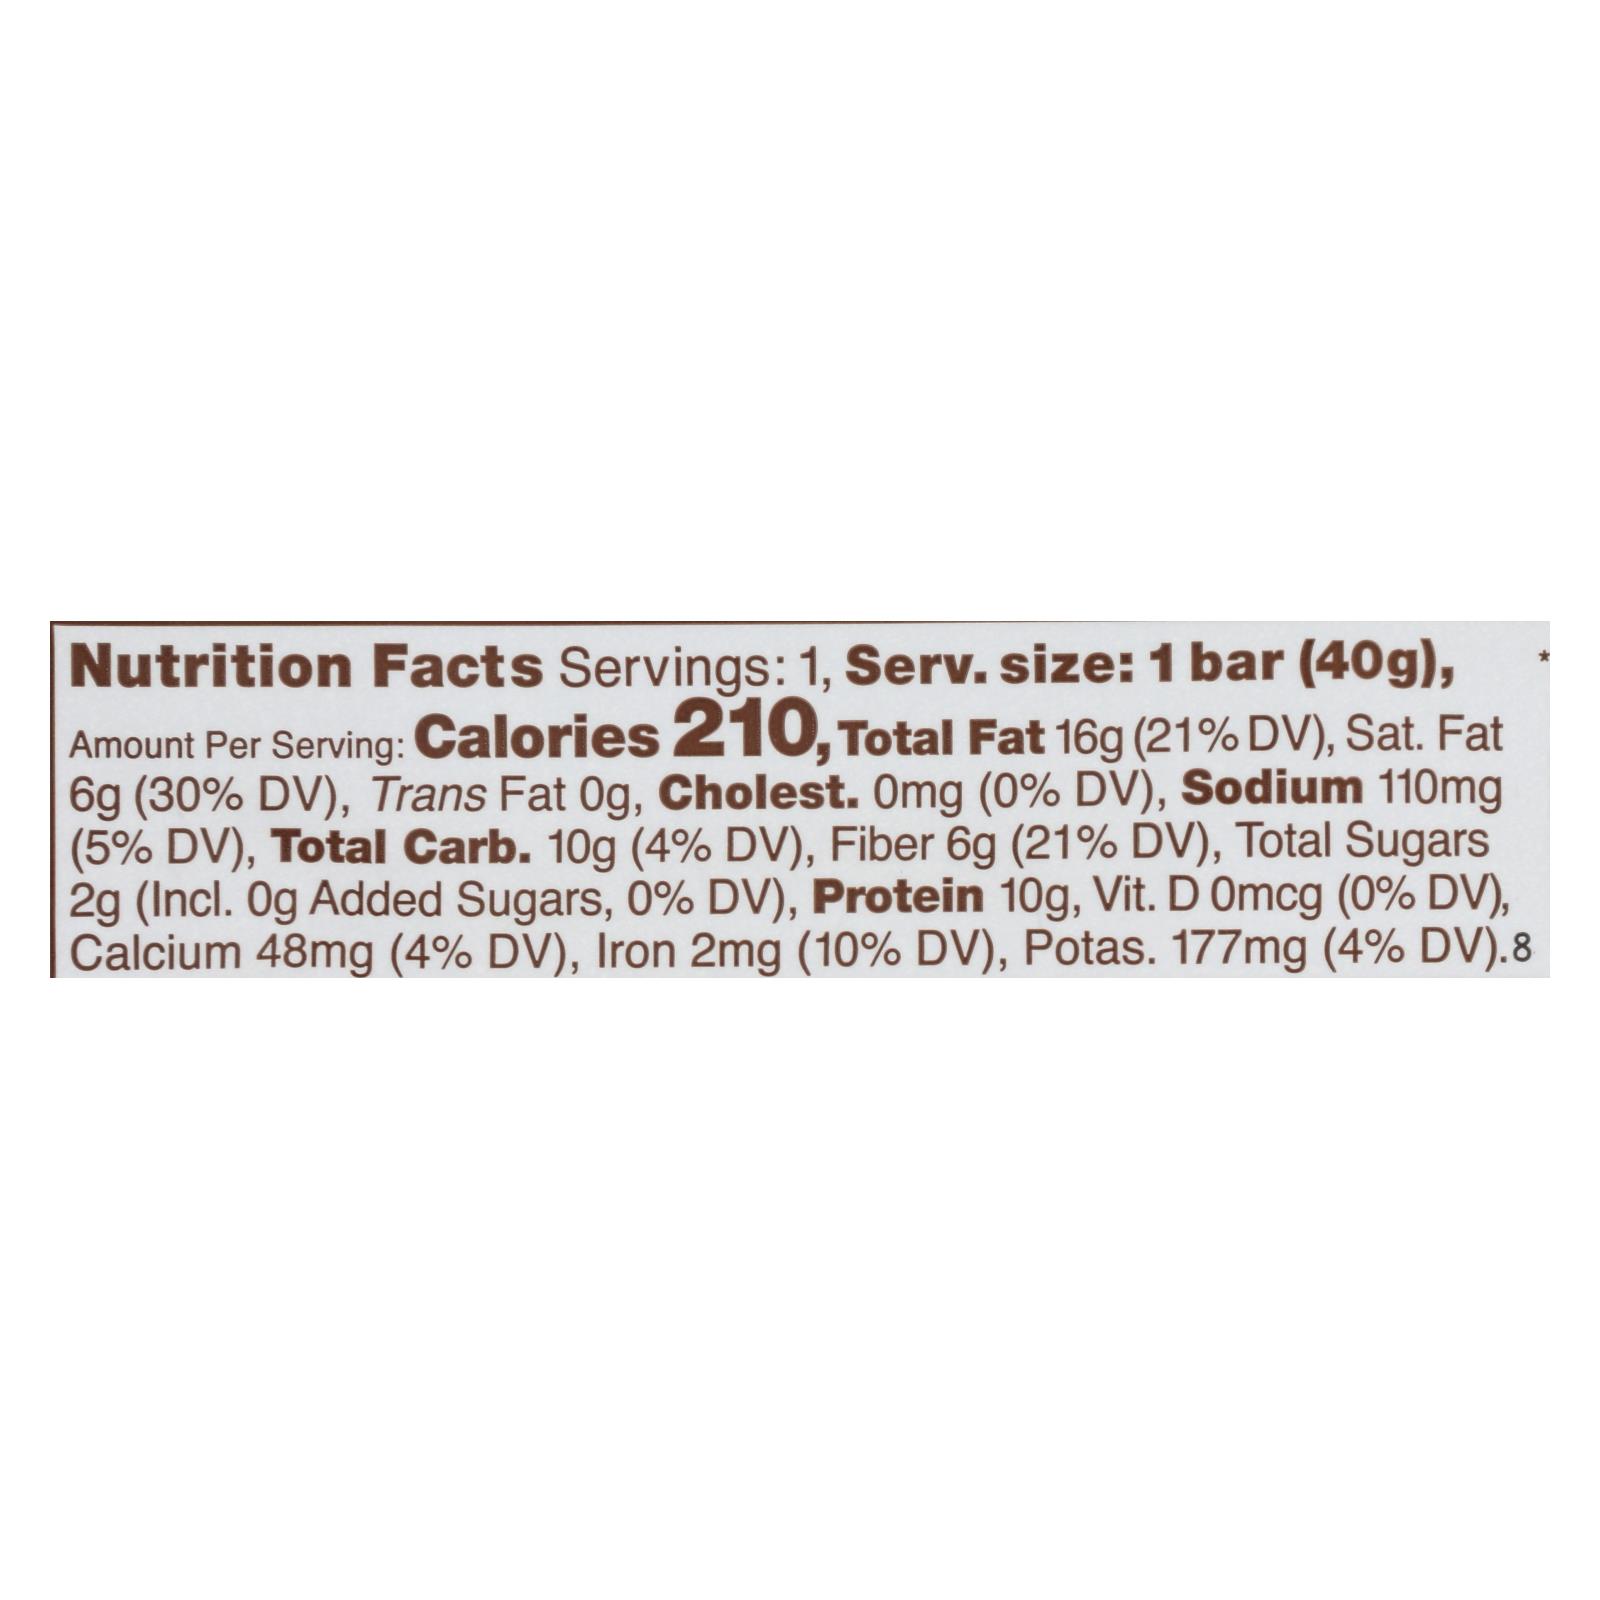 Nutrition Facts Servings: 1, Serv. size: 1 bar (40g), *
Amount Per Serving: Calories 210, Total Fat 16g (21% DV), Sat. Fat
6g (30% DV), Trans Fat 0g, Cholest. 0mg (0% DV), Sodium 110mg
(5% DV), Total Carb. 10g (4% DV), Fiber 6g (21% DV), Total Sugars
2g (Incl. 0g Added Sugars, 0% DV), Protein 10g, Vit. D 0mcg (0% DV),
Calcium 48mg (4% DV), Iron 2mg (10% DV), Potas. 177mg (4% DV).8